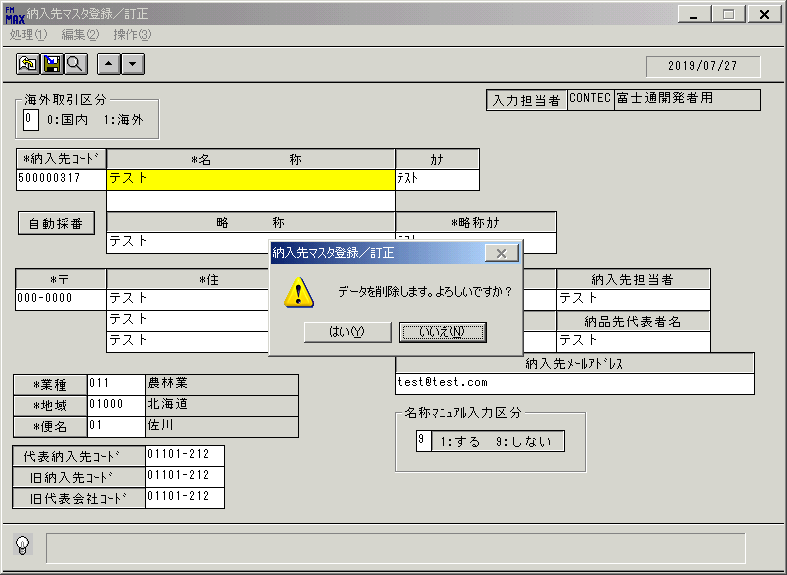 FM MAX 納入先マスタ登録／訂正
処理(1) 編集(2) 操作(3)
2019/07/27
海外取引区分
0 0:国内 1:海外
入力担当者 CONTEC 富士通開発者用
*納入先ｺｰﾄﾞ *名 称 ｶﾅ
500000317 テスト ﾃｽﾄ
自動採番 略 称 *略称ｶﾅ
テスト
納入先マスタ登録／訂正
データを削除します。よろしいですか？
はい(Y) いいえ(N)
*〒 *住 納入先担当者
000-0000 テスト テスト
テスト 納品先代表者名
テスト テスト
納入先ﾒｰﾙｱﾄﾞﾚｽ
test@test.com
*業種 011 農林業
*地域 01000 北海道
*便名 01 佐川
名称ﾏﾆｭｱﾙ入力区分
9 1:する 9:しない
代表納入先ｺｰﾄﾞ 01101-212
旧納入先ｺｰﾄﾞ 01101-212
旧代表会社ｺｰﾄﾞ 01101-212